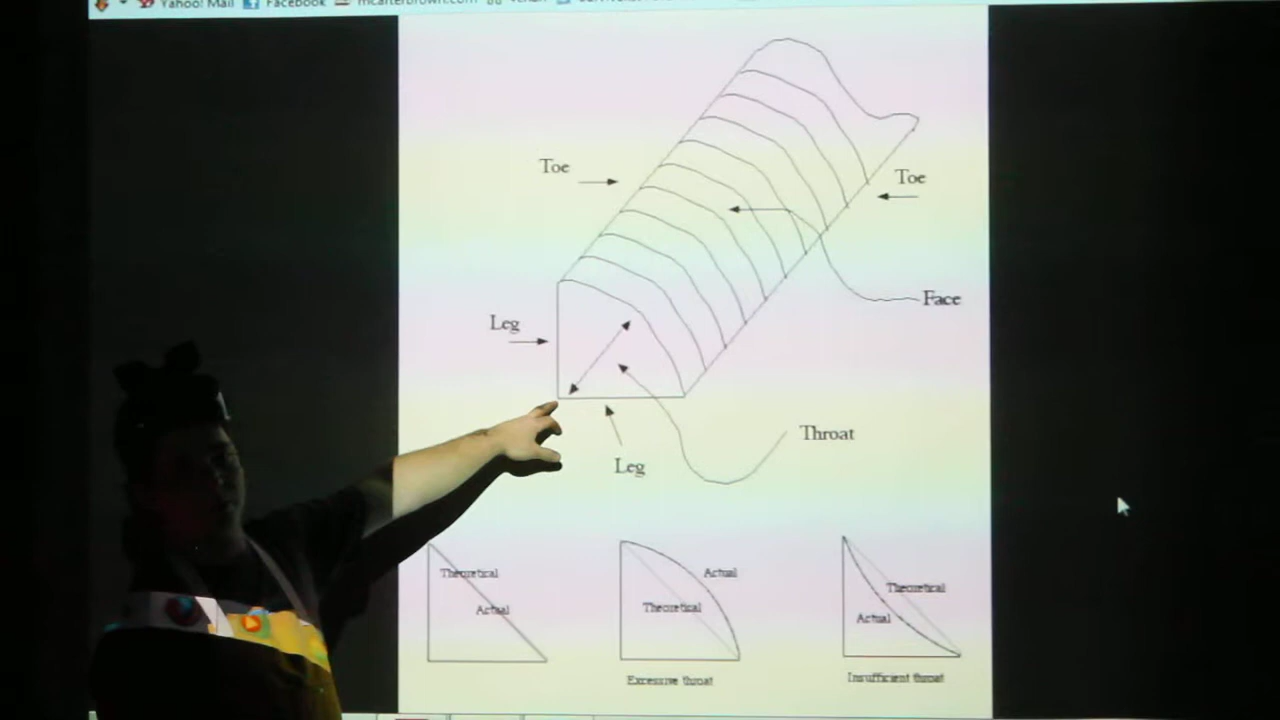 Yahoo! Mail Facebook
Toe
Toe
Face
Leg
Throat
Leg
Theoretical
Actual
Actual
Theoretical
Excessive throat
Theoretical
Actual
Insufficient throat